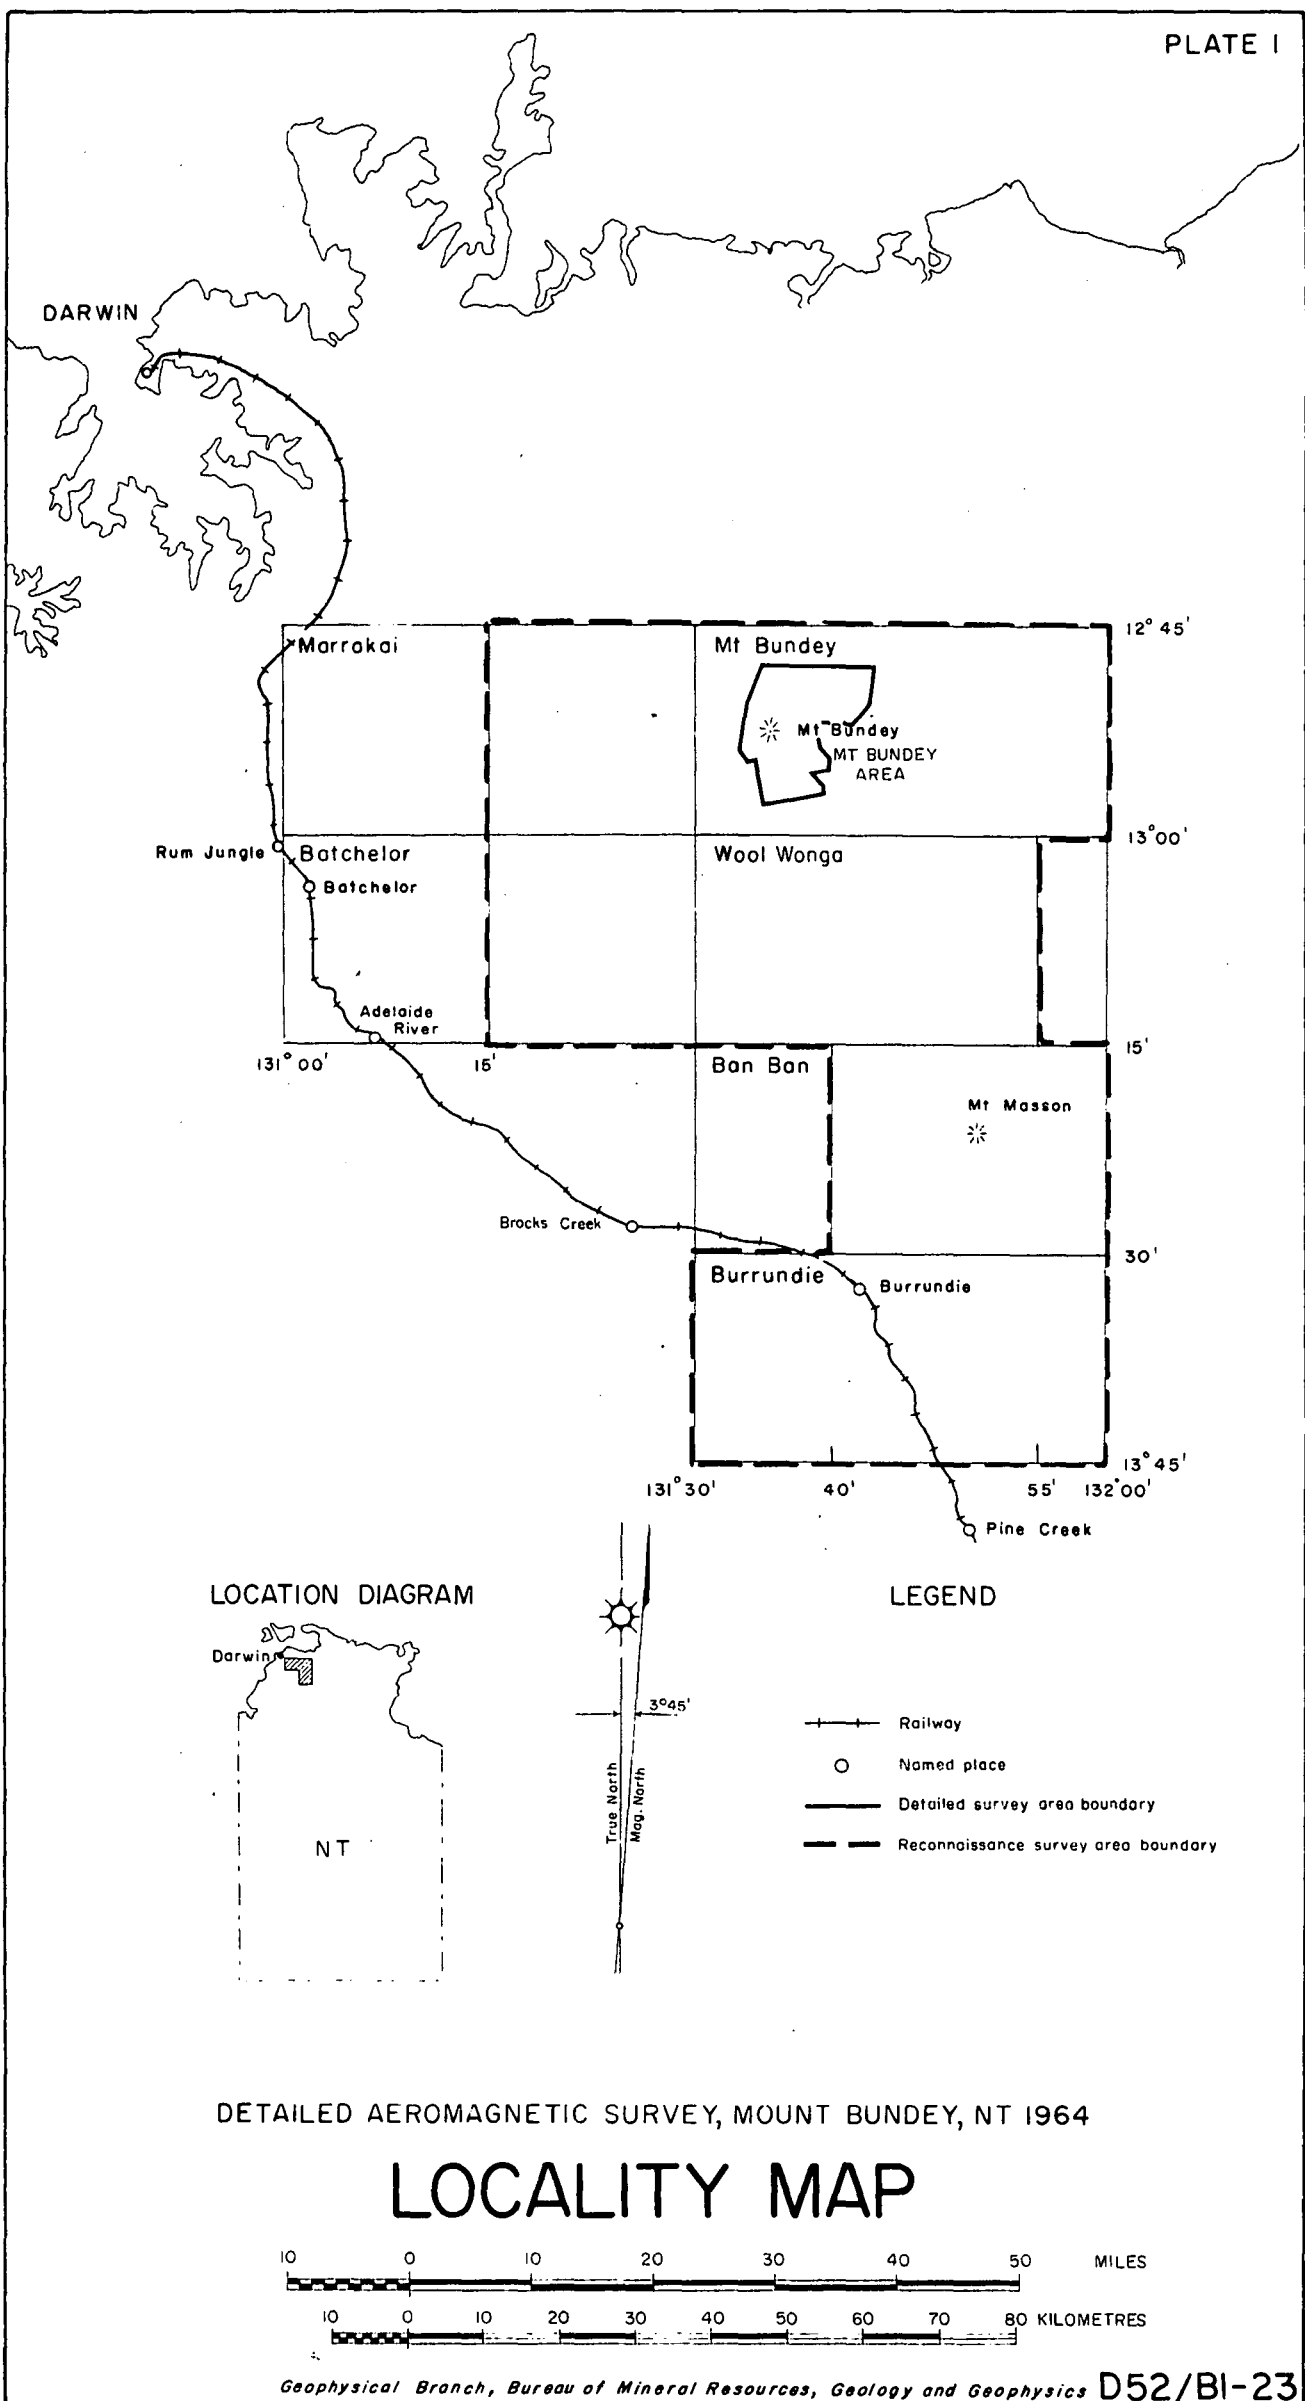 PLATE 1
DARWIN
12° 45'
Marrakai
Mt Bundey
Mt Bundey
MT BUNDEY
AREA
13° 00'
Rum Jungle
Batchelor
Wool Wonga
Batchelor
Adelaide
River
15'
131° 00'
15'
Ban Ban
Mt Masson
Brocks Creek
30'
Burrundie
Burrundie
13° 45'
131° 30'
40'
55'
132° 00'
Pine Creek
LOCATION DIAGRAM
LEGEND
Darwin
3° 45'
Railway
Named place
True North
Mag. North
Detailed survey area boundary
Reconnaissance survey area boundary
NT
DETAILED AEROMAGNETIC SURVEY, MOUNT BUNDEY, NT 1964
LOCALITY MAP
10 0 10 20 30 40 50 MILES
10 0 10 20 30 40 50 60 70 80 KILOMETRES
Geophysical Branch, Bureau of Mineral Resources, Geology and Geophysics D52/B1-23